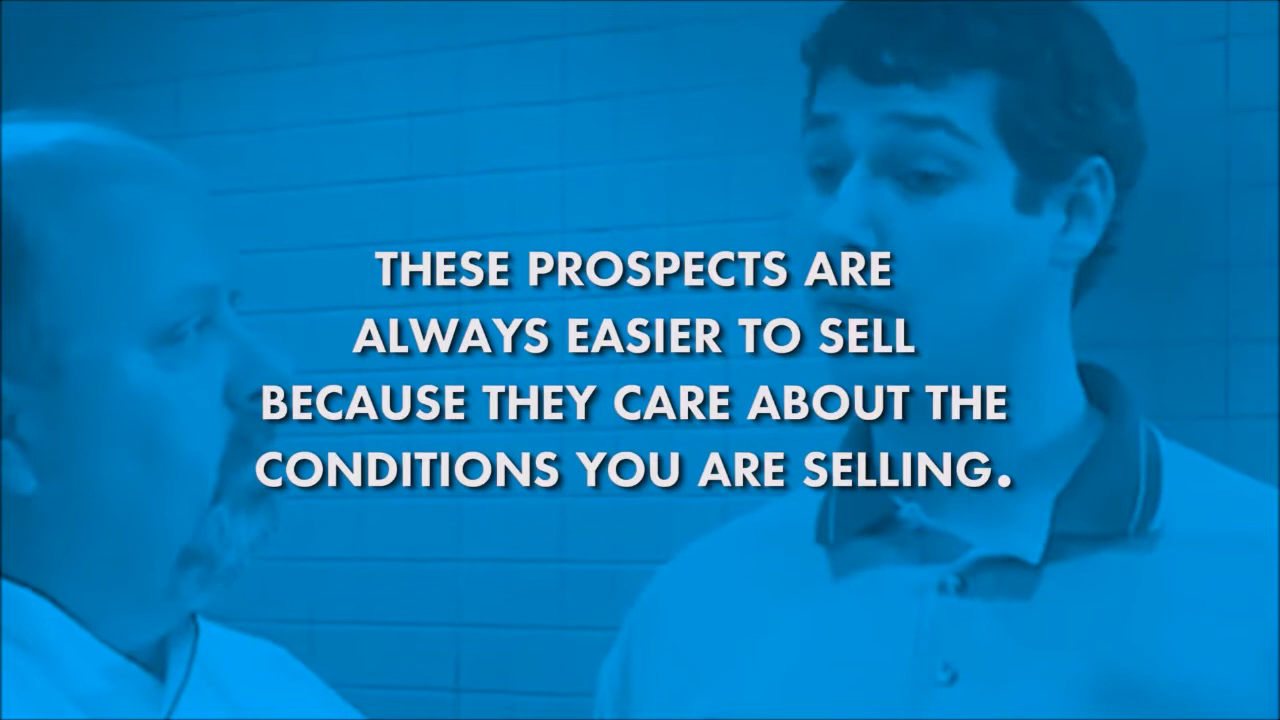 THESE PROSPECTS ARE
ALWAYS EASIER TO SELL
BECAUSE THEY CARE ABOUT THE
CONDITIONS YOU ARE SELLING.